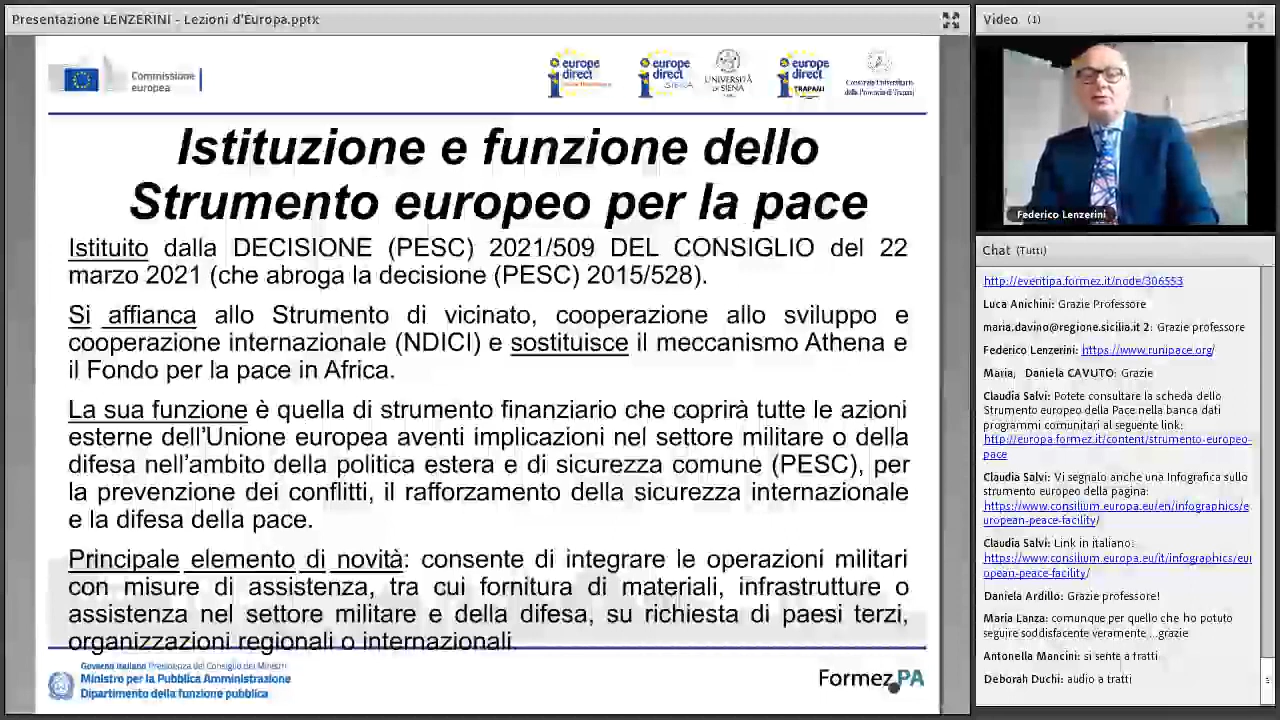 Presentazione LENZERINI - Lezioni d'Europa.pptx
Commissione
europea
europe
direct
europe
direct
SIENA
UNIVERSITÀ
DI SIENA
europe
direct
TRAPANI
Consorzio Universitario
della Provincia di Trapani
Istituzione e funzione dello
Strumento europeo per la pace
Istituito dalla DECISIONE (PESC) 2021/509 DEL CONSIGLIO del 22
marzo 2021 (che abroga la decisione (PESC) 2015/528).
Si affianca allo Strumento di vicinato, cooperazione allo sviluppo e
cooperazione internazionale (NDICI) e sostituisce il meccanismo Athena e
il Fondo per la pace in Africa.
La sua funzione è quella di strumento finanziario che coprirà tutte le azioni
esterne dell'Unione europea aventi implicazioni nel settore militare o della
difesa nell'ambito della politica estera e di sicurezza comune (PESC), per
la prevenzione dei conflitti, il rafforzamento della sicurezza internazionale
e la difesa della pace.
Principale elemento di novità: consente di integrare le operazioni militari
con misure di assistenza, tra cui fornitura di materiali, infrastrutture o
assistenza nel settore militare e della difesa, su richiesta di paesi terzi,
organizzazioni regionali o internazionali.
Governo Italiano Presidenza del Consiglio dei Ministri
Ministro per la Pubblica Amministrazione
Dipartimento della funzione pubblica
Formez PA
Video (1)
Federico Lenzerini
Chat (Tutti)
http://eventipa.formez.it/node/306553
Luca Anichini: Grazie Professore
maria.davino@regione.sicilia.it 2: Grazie professore
Federico Lenzerini: https://www.runipace.org/
Maria, Daniela CAVUTO: Grazie
Claudia Salvi: Potete consultare la scheda dello
Strumento europeo della Pace nella banca dati
programmi comunitari al seguente link:
http://europa.formez.it/content/strumento-europeo-
pace
Claudia Salvi: Vi segnalo anche una Infografica sullo
strumento europeo della pagina:
https://www.consilium.europa.eu/en/infographics/e
uropean-peace-facility/
Claudia Salvi: Link in italiano:
https://www.consilium.europa.eu/it/infographics/eur
opean-peace-facility/
Daniela Ardillo: Grazie professore!
Maria Lanza: comunque per quello che ho potuto
seguire soddisfacente veramente ...grazie
Antonella Mancini: si sente a tratti
Deborah Duchi: audio a tratti